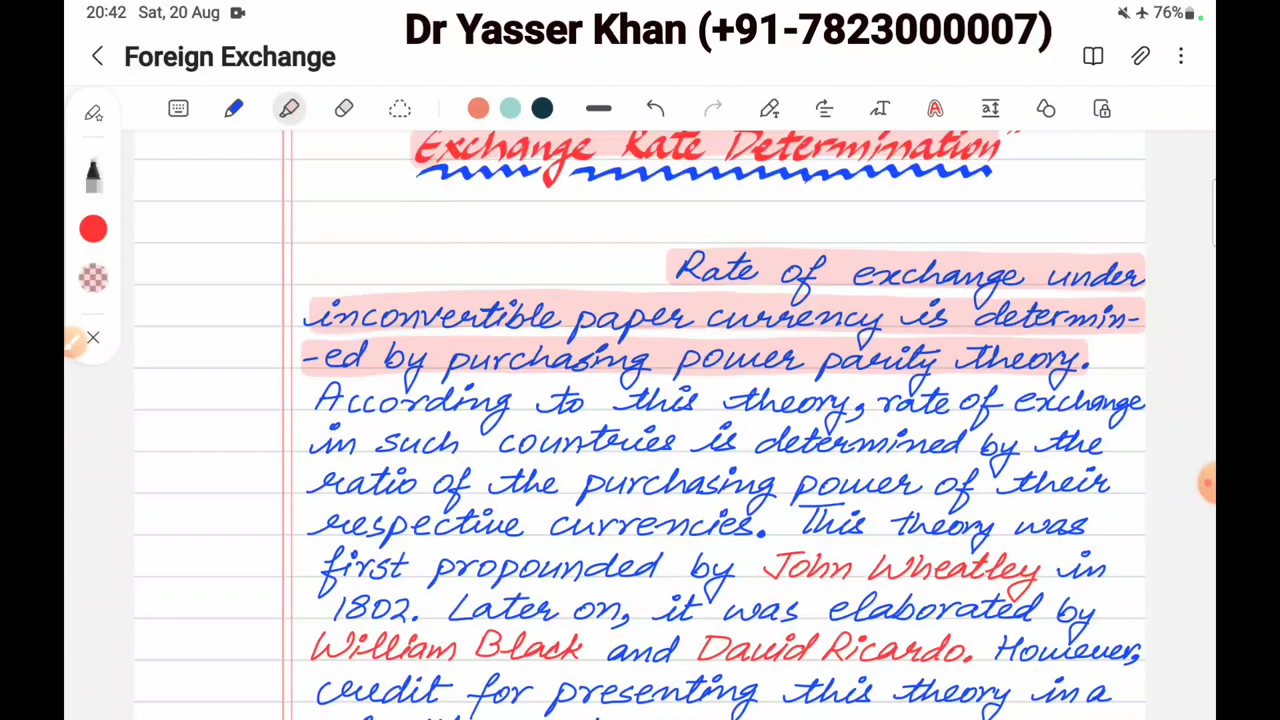 20:42 Sat, 20 Aug
76%
Dr Yasser Khan (+91-7823000007)
Foreign Exchange
Exchange Rate Determination"
Rate of exchange under
inconvertible paper currency is determin-
-ed by purchasing power parity theory.
According to this theory, rate of exchange
in such countries is determined by the
ratio of the purchasing power of their
respective currencies. This theory was
first propounded by John Wheatley in
1802. Later on, it was elaborated by
William Black and David Ricardo. However,
credit for presenting this theory in a